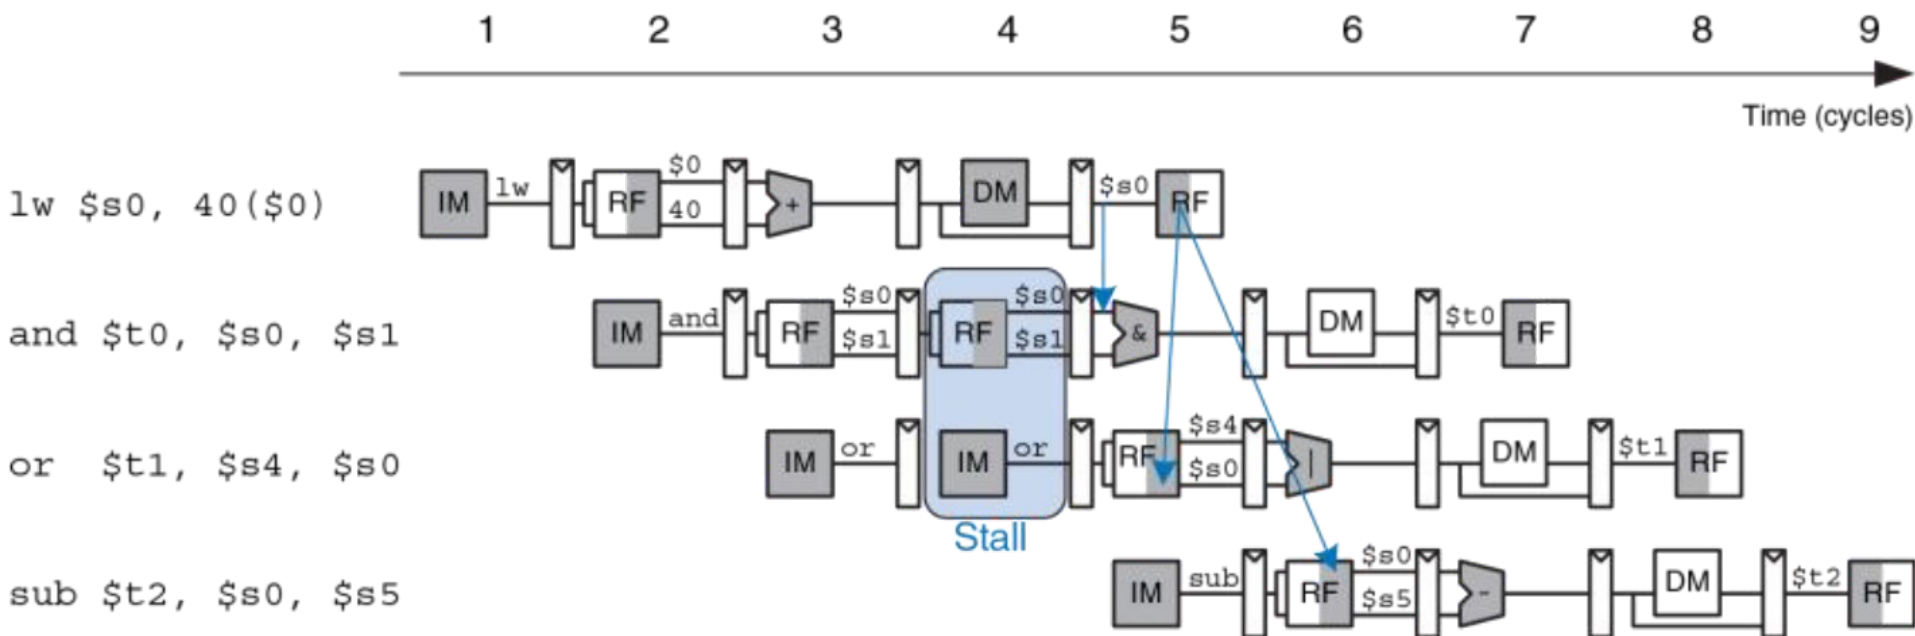 1 2 3 4 5 6 7 8 9
Time (cycles)
lw $s0, 40($0)
IM lw RF $0 40 + DM $s0 RF
and $t0, $s0, $s1
IM and RF $s0 $s1 RF $s0 $s1 & DM $t0 RF
or $t1, $s4, $s0
IM or IM or RF $s4 $s0 | DM $t1 RF
Stall
sub $t2, $s0, $s5
IM sub RF $s0 $s5 - DM $t2 RF